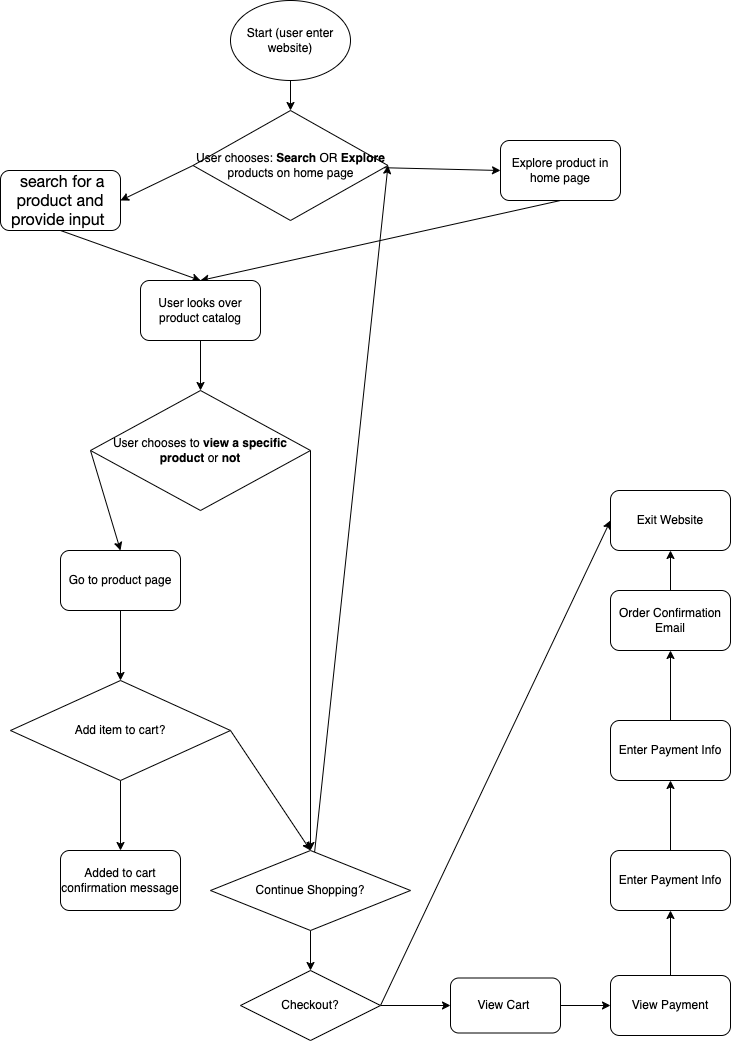 Start (user enter
website)
User chooses: Search OR Explore
products on home page
Explore product in
home page
search for a
product and
provide input
User looks over
product catalog
User chooses to view a specific
product or not
Go to product page
Exit Website
Order Confirmation
Email
Add item to cart?
Enter Payment Info
Added to cart
confirmation message
Continue Shopping?
Enter Payment Info
Checkout?
View Cart
View Payment